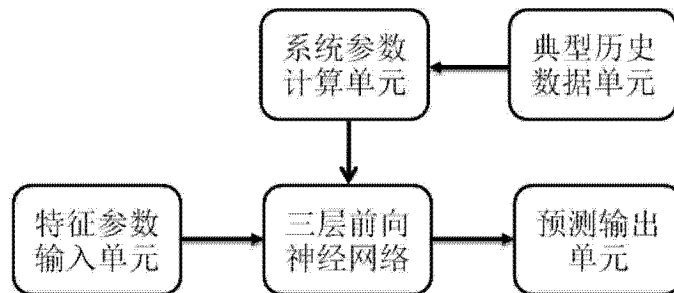 系统参数
计算单元
典型历史
数据单元
特征参数
输入单元
三层前向
神经网络
预测输出
单元